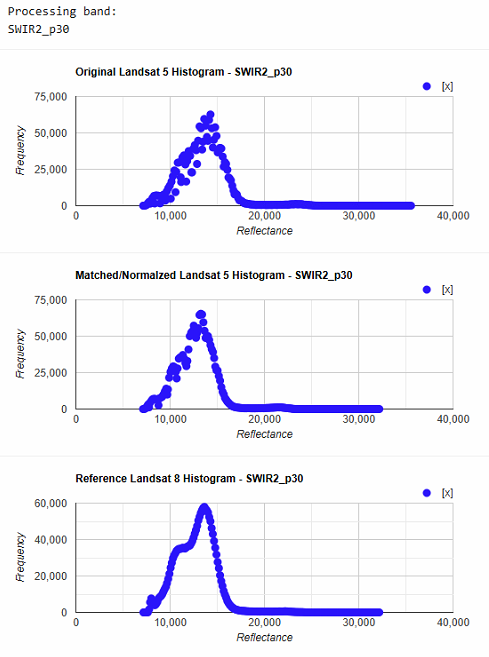 Processing band:
SWIR2_p30
Original Landsat 5 Histogram - SWIR2_p30
[x]
75,000
50,000
25,000
0
Frequency
0 10,000 20,000 30,000 40,000
Reflectance
Matched/Normalzed Landsat 5 Histogram - SWIR2_p30
[x]
75,000
50,000
25,000
0
Frequency
0 10,000 20,000 30,000 40,000
Reflectance
Reference Landsat 8 Histogram - SWIR2_p30
[x]
60,000
40,000
20,000
0
Frequency
0 10,000 20,000 30,000 40,000
Reflectance